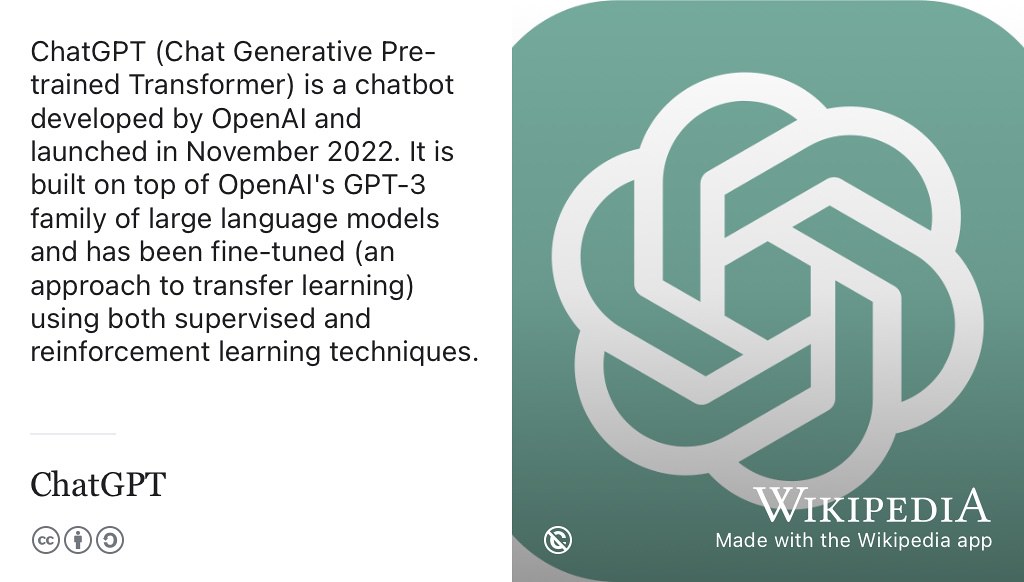 ChatGPT (Chat Generative Pre-
trained Transformer) is a chatbot
developed by OpenAI and
launched in November 2022. It is
built on top of OpenAI's GPT-3
family of large language models
and has been fine-tuned (an
approach to transfer learning)
using both supervised and
reinforcement learning techniques.
ChatGPT
cc
WIKIPEDIA
Made with the Wikipedia app